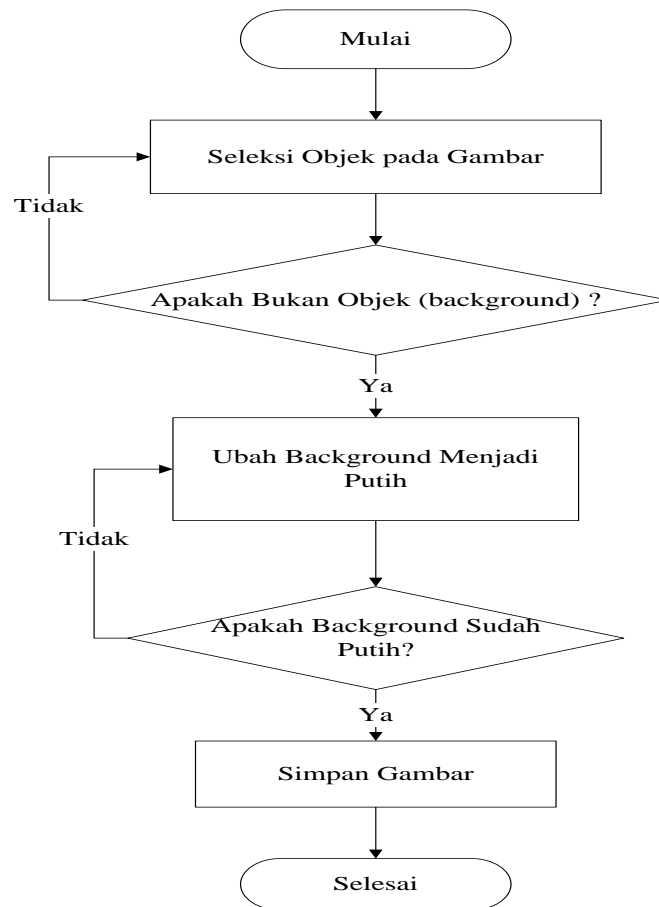 Mulai
Seleksi Objek pada Gambar
Tidak
Apakah Bukan Objek (background) ?
Ya
Ubah Background Menjadi
Putih
Tidak
Apakah Background Sudah
Putih?
Ya
Simpan Gambar
Selesai